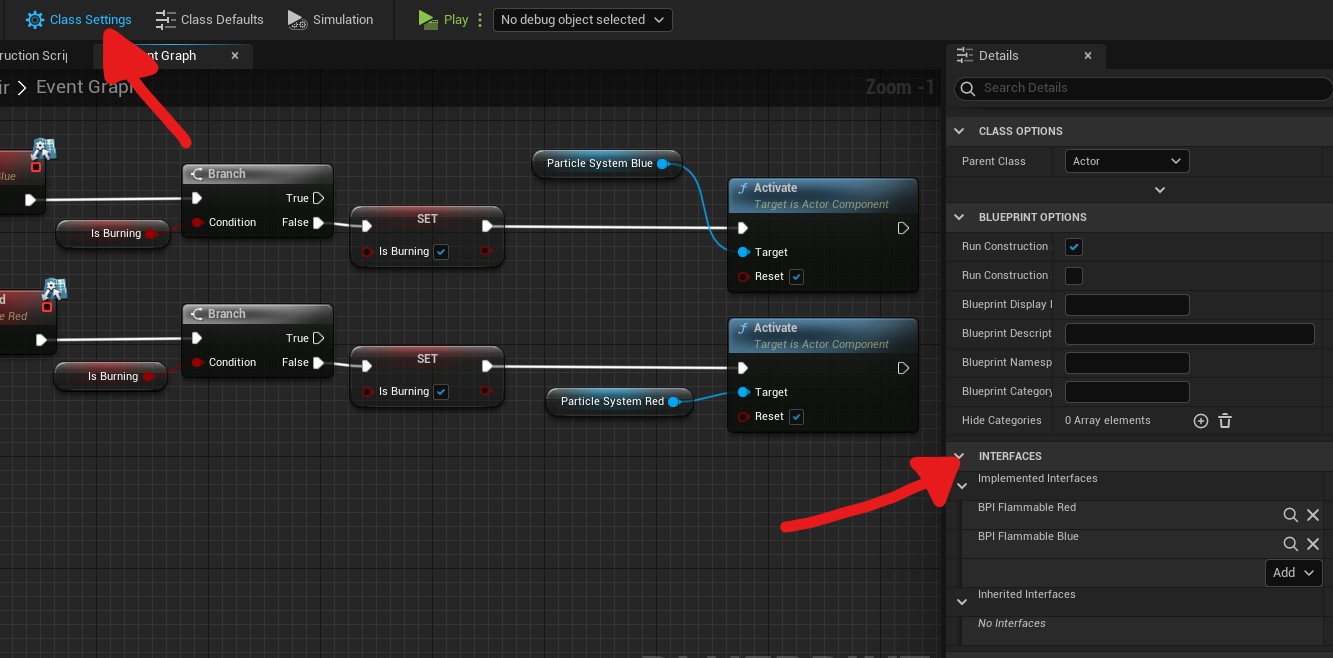 Class Settings
Class Defaults
Simulation
Play
No debug object selected
ruction Scrip
nt Graph
Details
ir > Event Graph
Zoom -1
Search Details
CLASS OPTIONS
Parent Class
Actor
BLUEPRINT OPTIONS
Run Construction
Run Construction
Blueprint Display
Blueprint Descript
Blueprint Namesp
Blueprint Category
Hide Categories
0 Array elements
INTERFACES
Implemented Interfaces
BPI Flammable Red
BPI Flammable Blue
Add
Inherited Interfaces
No Interfaces
lue
Is Burning
Branch
True
Condition
False
SET
Is Burning
Particle System Blue
Activate
Target is Actor Component
Target
Reset
d
e Red
Is Burning
Branch
True
Condition
False
SET
Is Burning
Particle System Red
Activate
Target is Actor Component
Target
Reset